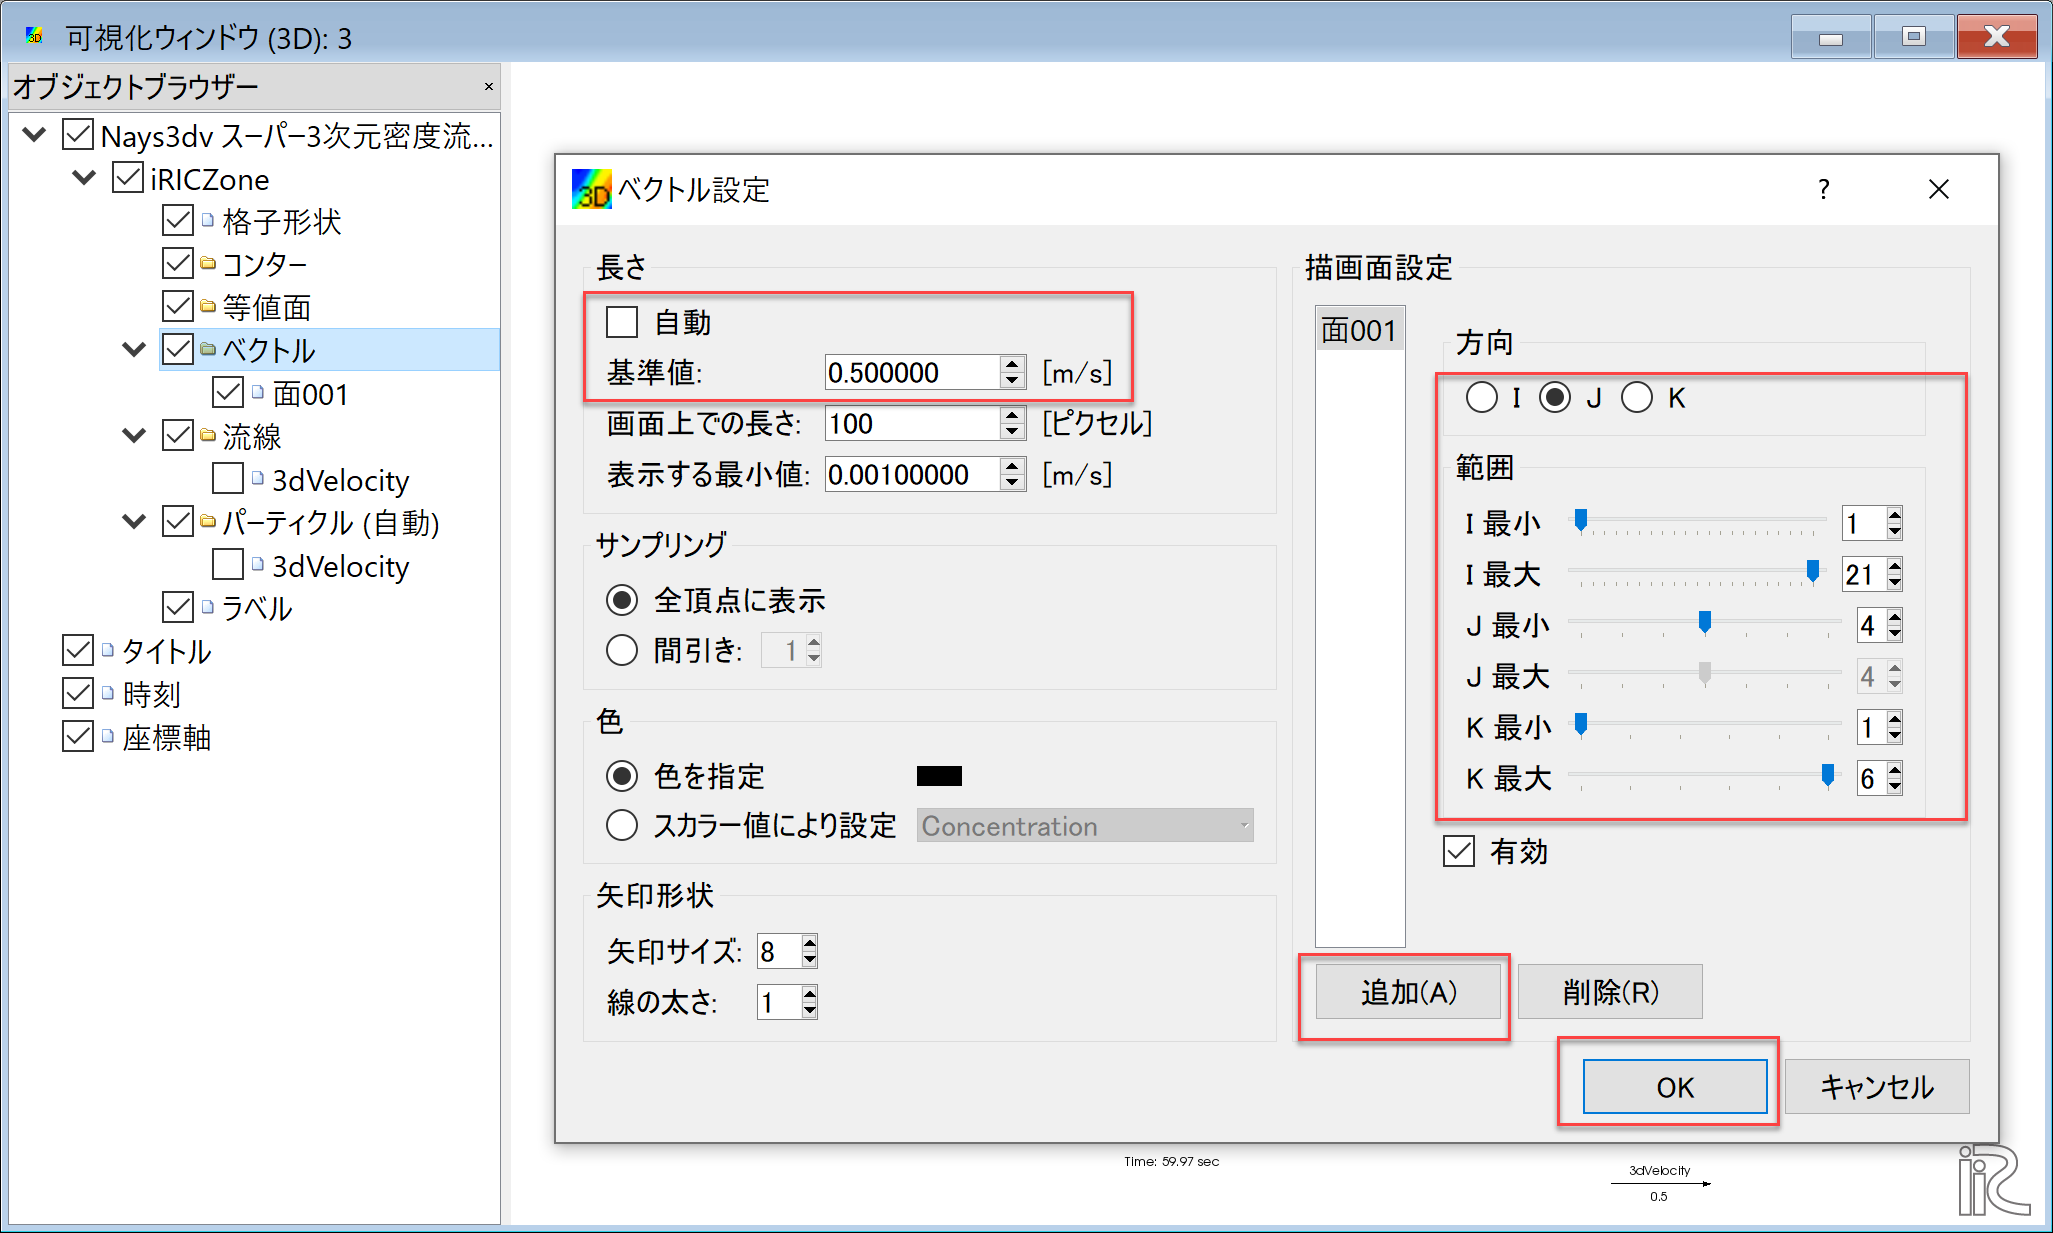 可視化ウィンドウ (3D): 3
オブジェクトブラウザー
Nays3dv スーパー3次元密度流...
iRICZone
格子形状
コンター
等値面
ベクトル
面001
流線
3dVelocity
パーティクル (自動)
3dVelocity
ラベル
タイトル
時刻
座標軸
3D ベクトル設定
?
長さ
自動
基準値: 0.500000 [m/s]
画面上での長さ: 100 [ピクセル]
表示する最小値: 0.00100000 [m/s]
サンプリング
全頂点に表示
間引き: 1
色
色を指定
スカラー値により設定 Concentration
矢印形状
矢印サイズ: 8
線の太さ: 1
描画面設定
面001
方向
I J K
範囲
I 最小 1
I 最大 21
J 最小 4
J 最大 4
K 最小 1
K 最大 6
有効
追加(A) 削除(R)
OK キャンセル
Time: 59.97 sec
3dVelocity
0.5
iRIC